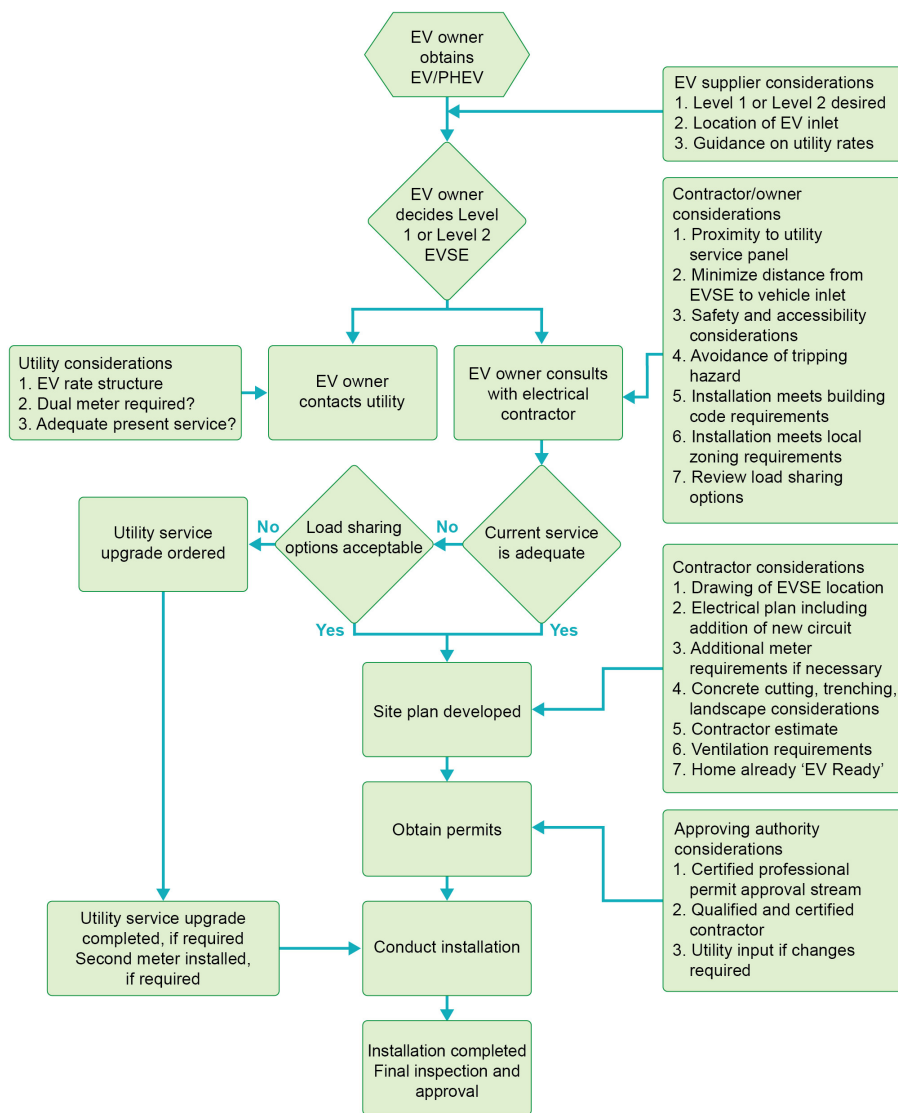 EV owner
obtains
EV/PHEV
EV supplier considerations
1. Level 1 or Level 2 desired
2. Location of EV inlet
3. Guidance on utility rates
EV owner
decides Level
1 or Level 2
EVSE
Contractor/owner
considerations
1. Proximity to utility
service panel
2. Minimize distance from
EVSE to vehicle inlet
3. Safety and accessibility
considerations
4. Avoidance of tripping
hazard
5. Installation meets building
code requirements
6. Installation meets local
zoning requirements
7. Review load sharing
options
Utility considerations
1. EV rate structure
2. Dual meter required?
3. Adequate present service?
EV owner
contacts utility
EV owner consults
with electrical
contractor
Utility service
upgrade ordered
No
Load sharing
options acceptable
No
Current service
is adequate
Yes
Yes
Contractor considerations
1. Drawing of EVSE location
2. Electrical plan including
addition of new circuit
3. Additional meter
requirements if necessary
4. Concrete cutting, trenching,
landscape considerations
5. Contractor estimate
6. Ventilation requirements
7. Home already ‘EV Ready’
Site plan developed
Obtain permits
Approving authority
considerations
1. Certified professional
permit approval stream
2. Qualified and certified
contractor
3. Utility input if changes
required
Utility service upgrade
completed, if required
Second meter installed,
if required
Conduct installation
Installation completed
Final inspection and
approval